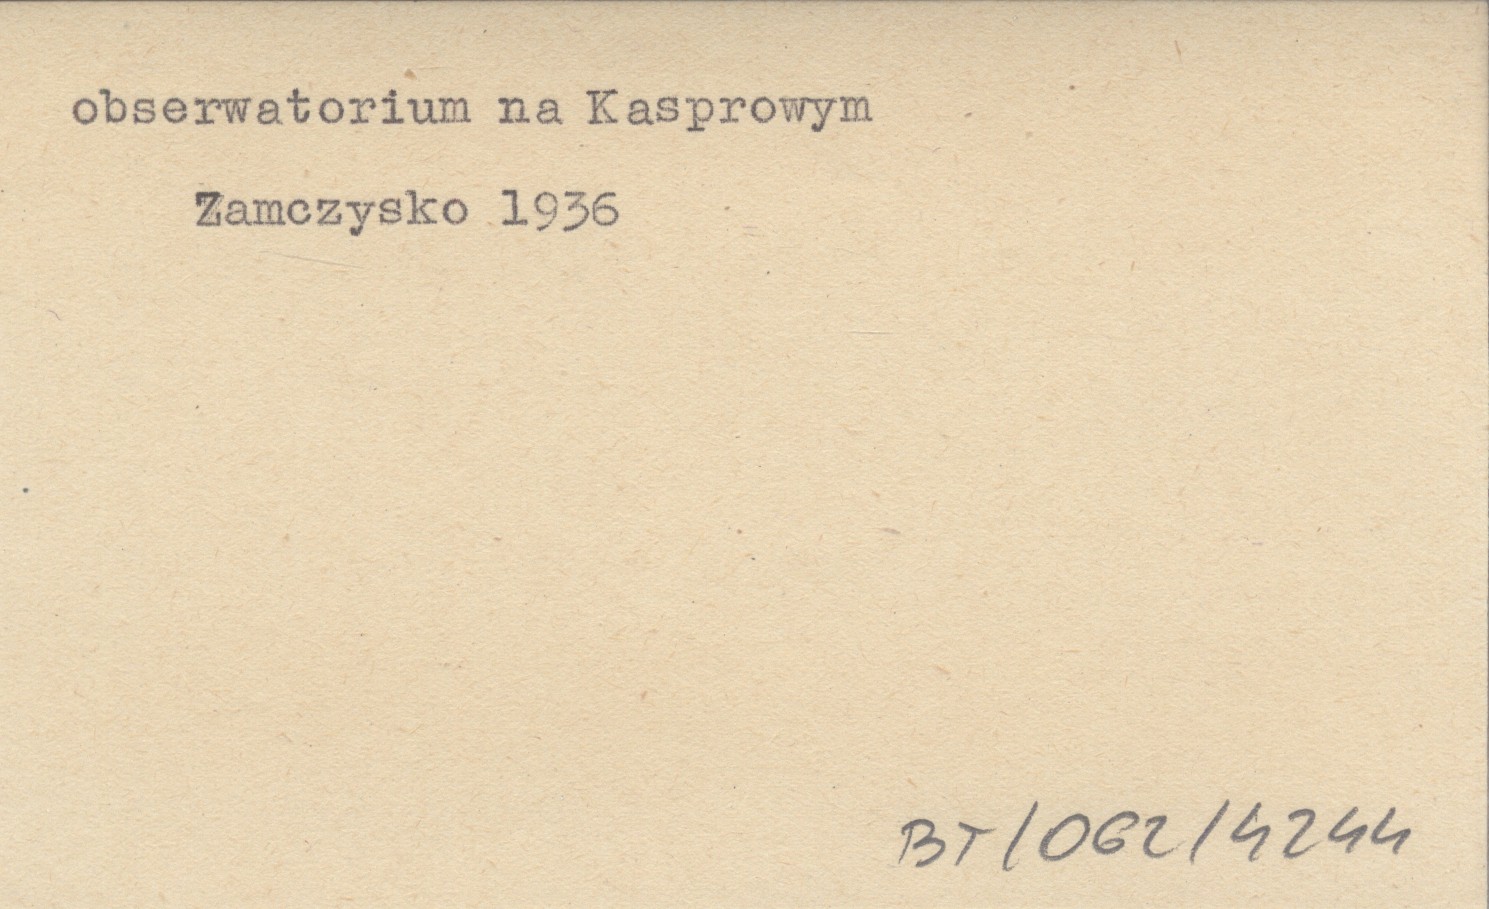 obserwatorium na Kasprowym
Zamczysko 1936
BT/062/4244